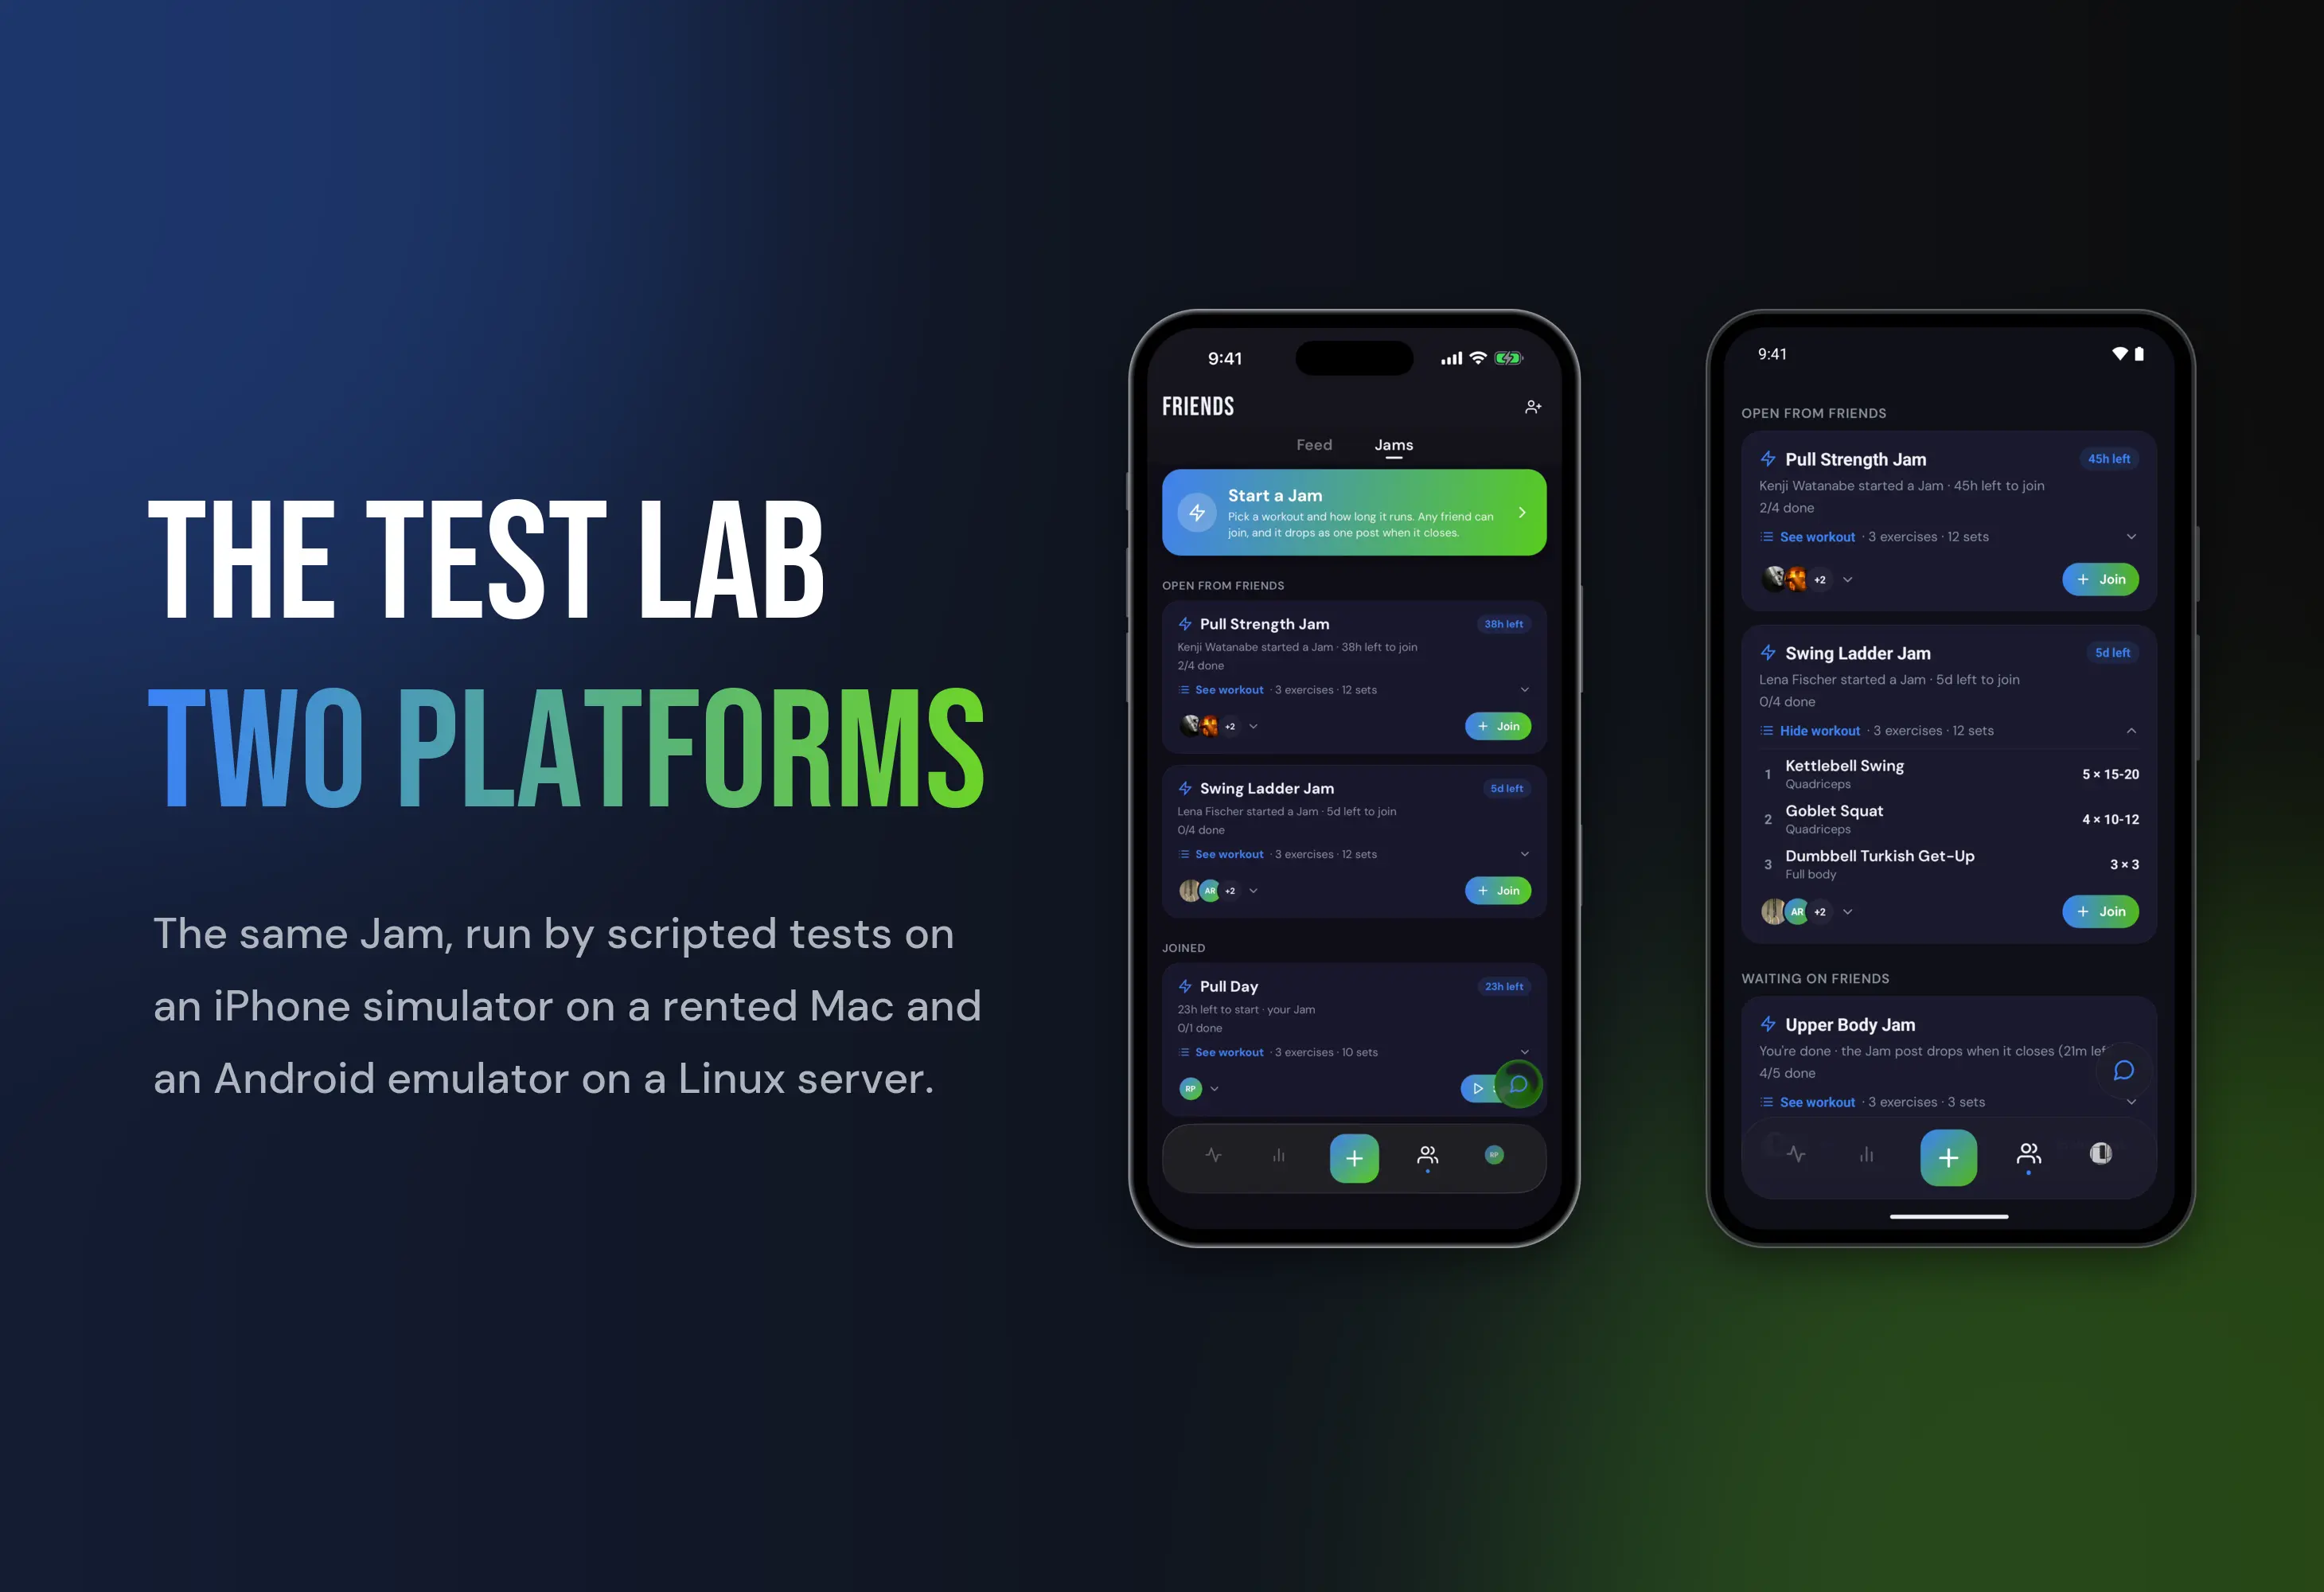 THE TEST LAB
TWO PLATFORMS
The same Jam, run by scripted tests on
an iPhone simulator on a rented Mac and
an Android emulator on a Linux server.
9:41
FRIENDS
Feed Jams
Start a Jam
Pick a workout and how long it runs. Any friend can
join, and it drops as one post when it closes.
OPEN FROM FRIENDS
Pull Strength Jam 38h left
Kenji Watanabe started a Jam · 38h left to join
2/4 done
See workout · 3 exercises · 12 sets
+2 + Join
Swing Ladder Jam 5d left
Lena Fischer started a Jam · 5d left to join
0/4 done
See workout · 3 exercises · 12 sets
AR +2 + Join
JOINED
Pull Day 23h left
23h left to start · your Jam
0/1 done
See workout · 3 exercises · 10 sets
RP
RP
9:41
OPEN FROM FRIENDS
Pull Strength Jam 45h left
Kenji Watanabe started a Jam · 45h left to join
2/4 done
See workout · 3 exercises · 12 sets
+2 + Join
Swing Ladder Jam 5d left
Lena Fischer started a Jam · 5d left to join
0/4 done
Hide workout · 3 exercises · 12 sets
1 Kettlebell Swing 5 × 15-20
Quadriceps
2 Goblet Squat 4 × 10-12
Quadriceps
3 Dumbbell Turkish Get-Up 3 × 3
Full body
AR +2 + Join
WAITING ON FRIENDS
Upper Body Jam
You're done · the Jam post drops when it closes (21m
4/5 done
See workout · 3 exercises · 3 sets